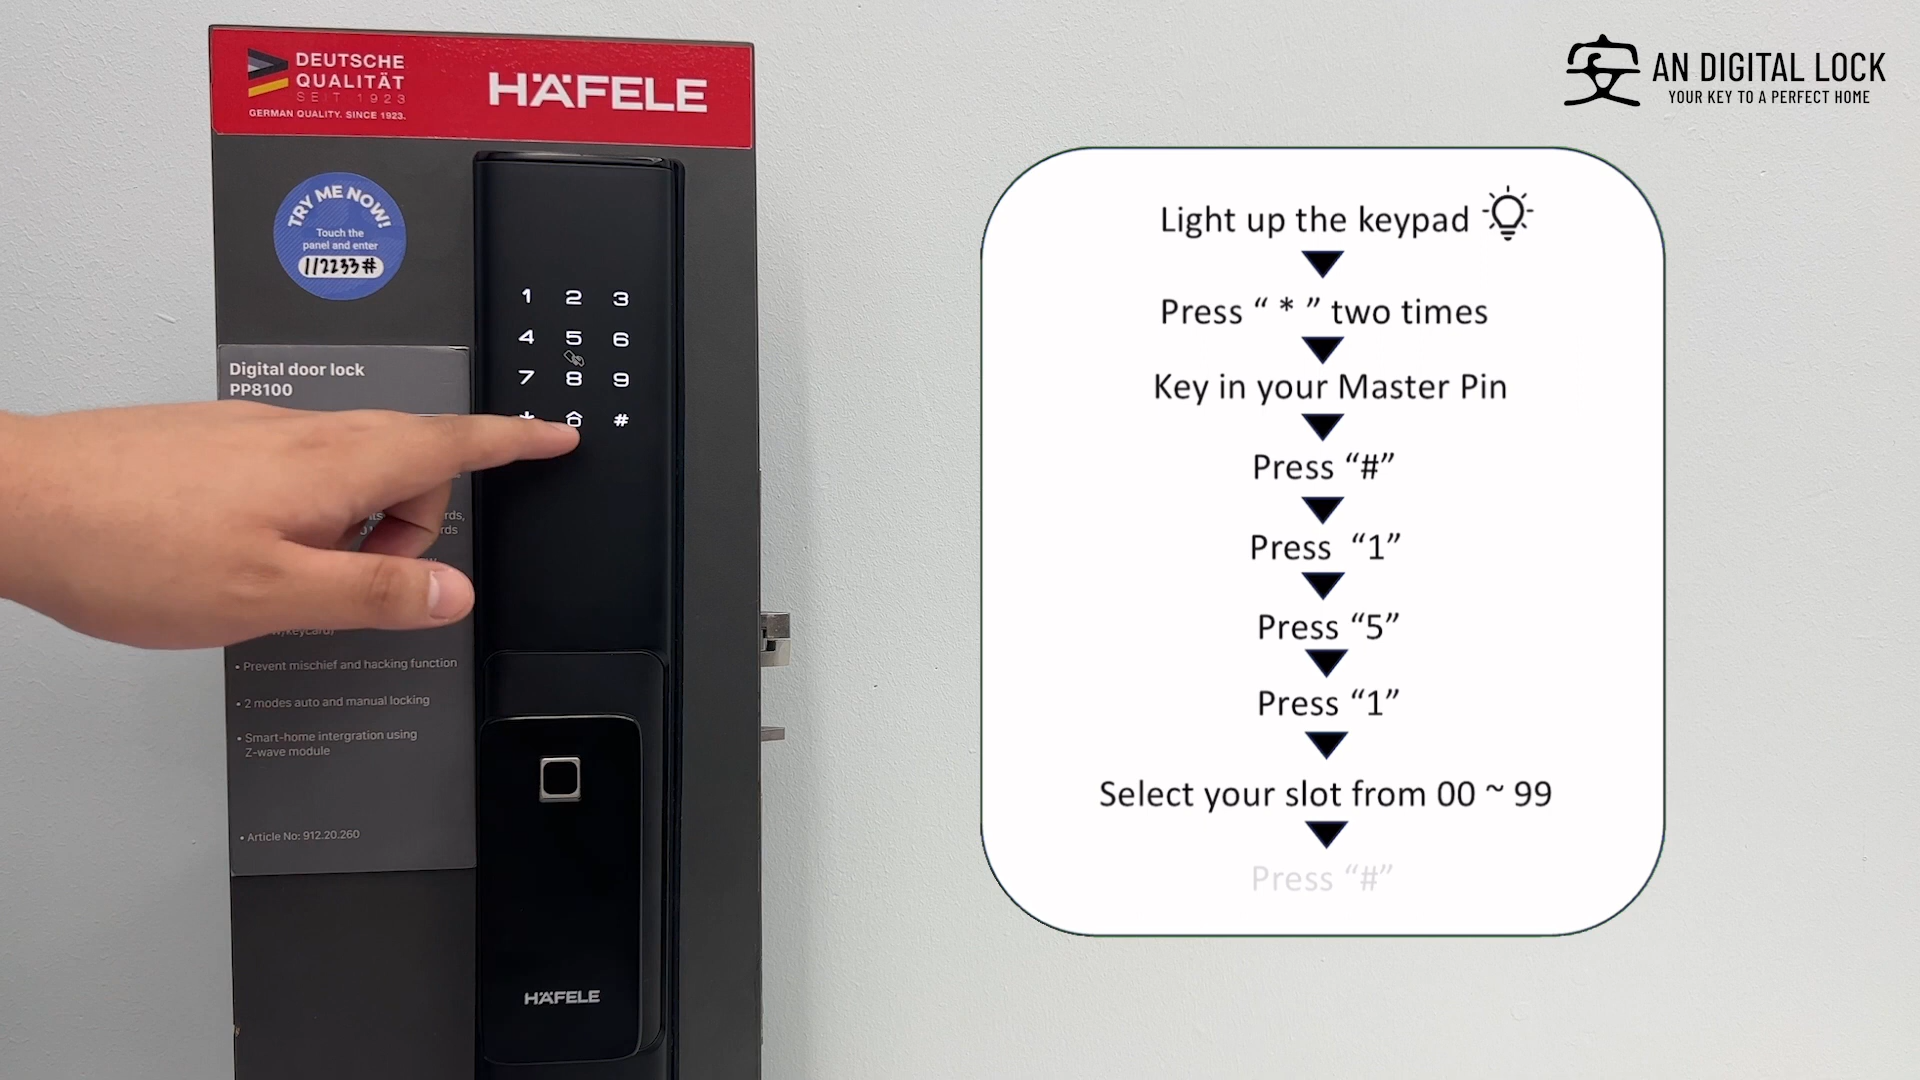 DEUTSCHE
QUALITÄT
SEIT 1923
GERMAN QUALITY. SINCE 1923.
HÄFELE
TRY ME NOW!
Touch the
panel and enter
112233#
Digital door lock
PP8100
1 2 3
4 5 6
7 8 9
* 0 #
rds,
rds
• Prevent mischief and hacking function
• 2 modes auto and manual locking
• Smart-home intergration using
Z-wave module
• Article No: 912.20.260
HÄFELE
AN DIGITAL LOCK
YOUR KEY TO A PERFECT HOME
Light up the keypad
Press “ * ” two times
Key in your Master Pin
Press “#”
Press “1”
Press “5”
Press “1”
Select your slot from 00 ~ 99
Press “#”